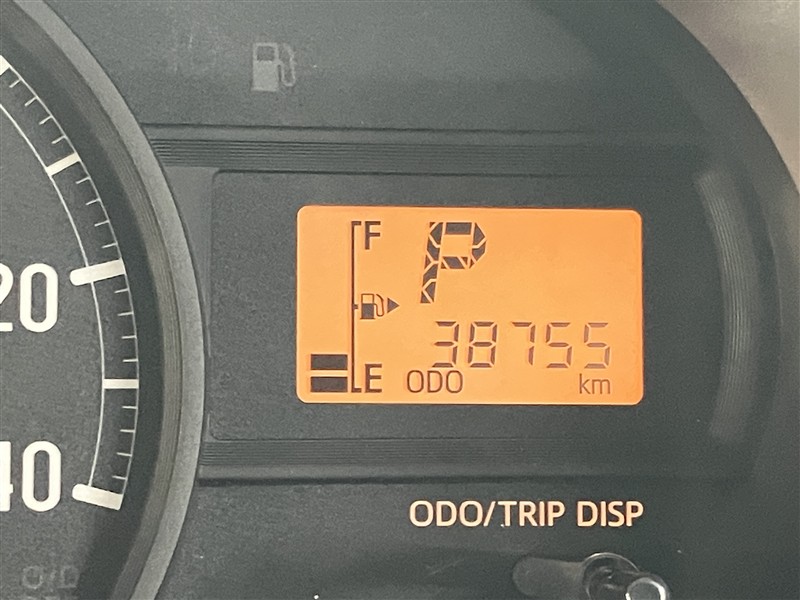 F
P
20
38755
E ODO km
40
ODO/TRIP DISP
O/D